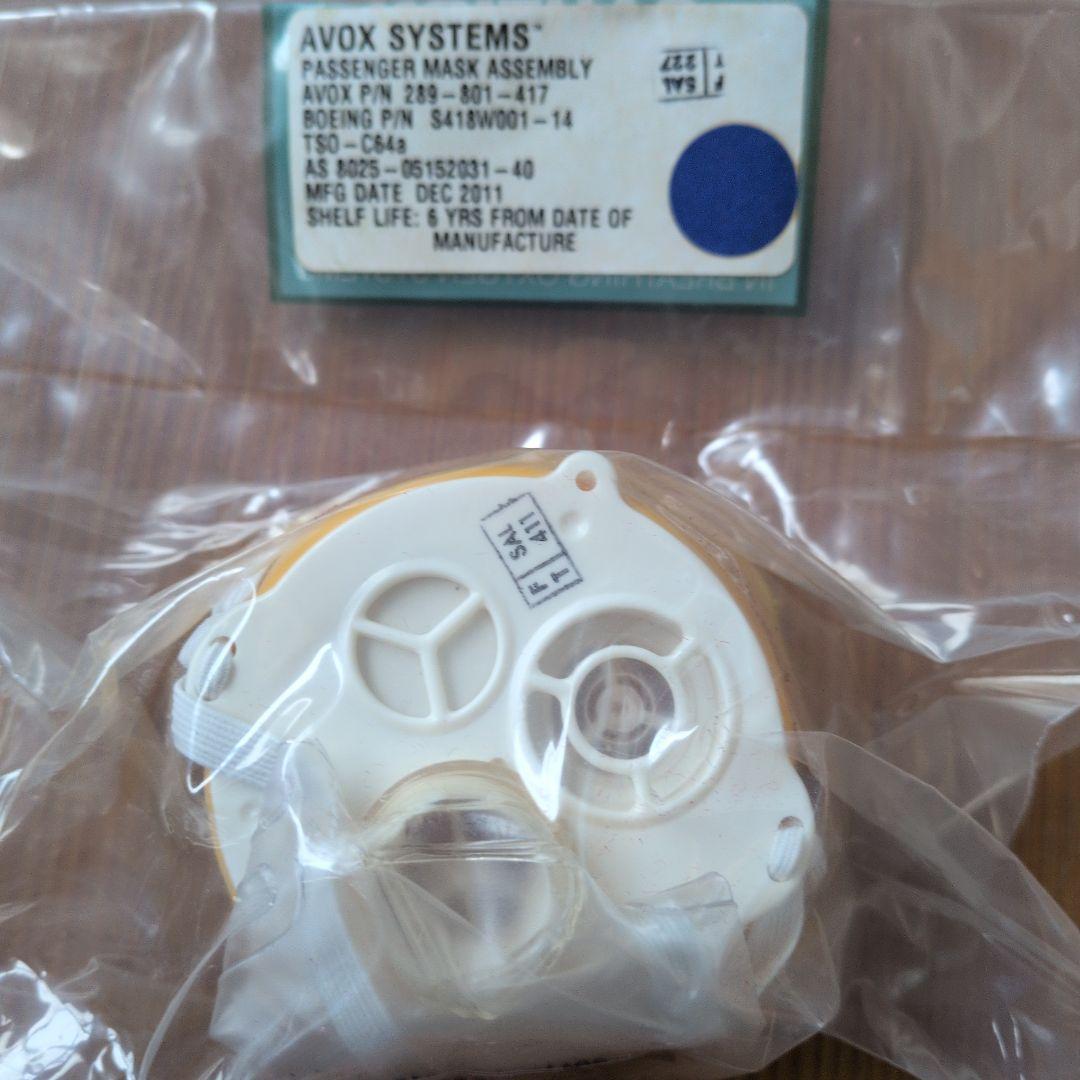 AVOX SYSTEMS™
PASSENGER MASK ASSEMBLY
AVOX P/N 289-801-417
BOEING P/N S418W001-14
TSO-C64a
AS 8025-05152031-40
MFG DATE DEC 2011
SHELF LIFE: 6 YRS FROM DATE OF
MANUFACTURE
F SAL
T 227
F SAL
T 411